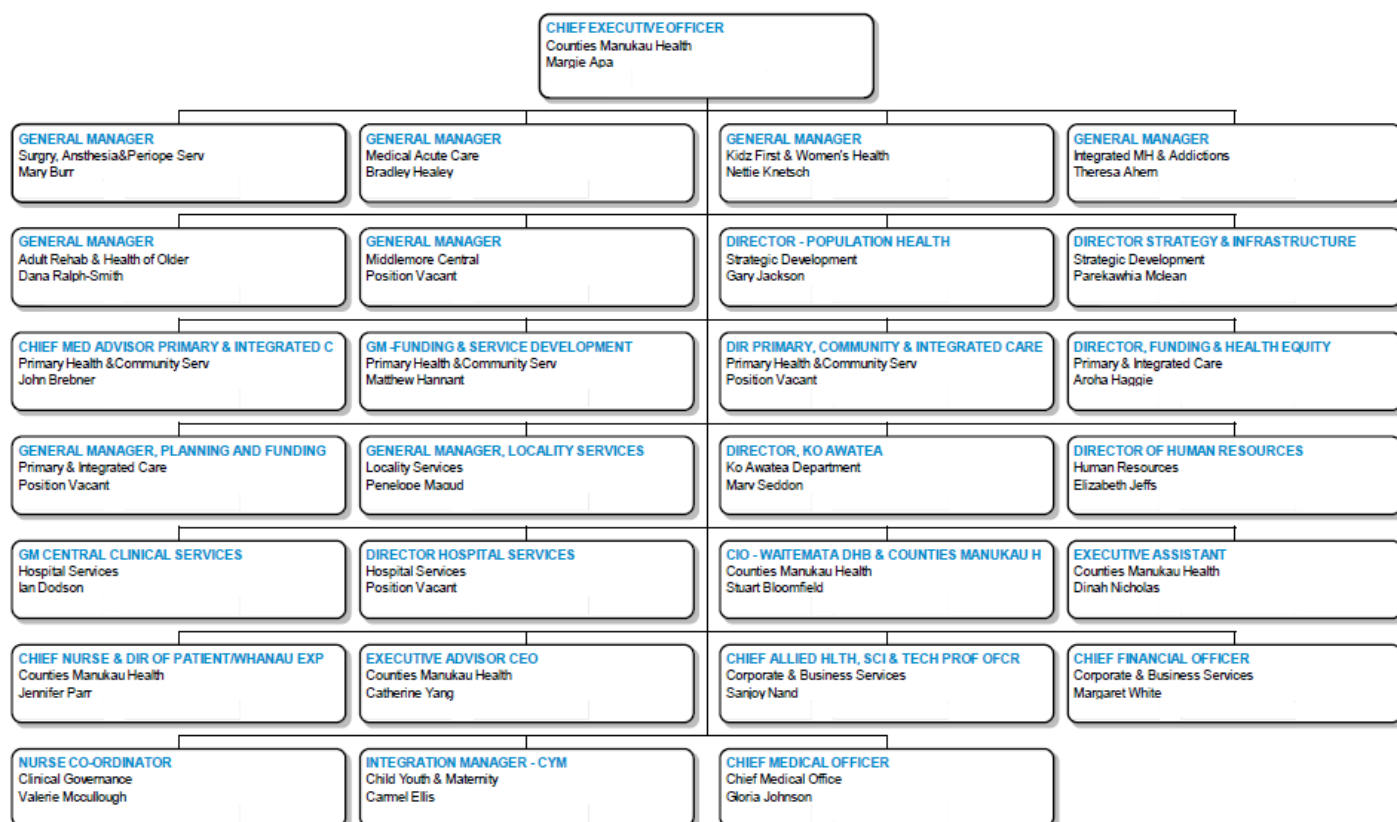 CHIEF EXECUTIVE OFFICER
Counties Manukau Health
Margie Apa
GENERAL MANAGER
Surgry, Ansthesia&Periope Serv
Mary Burr
GENERAL MANAGER
Medical Acute Care
Bradley Healey
GENERAL MANAGER
Kidz First & Women's Health
Nettie Knetsch
GENERAL MANAGER
Integrated MH & Addictions
Theresa Ahern
GENERAL MANAGER
Adult Rehab & Health of Older
Dana Ralph-Smith
GENERAL MANAGER
Middlemore Central
Position Vacant
DIRECTOR - POPULATION HEALTH
Strategic Development
Gary Jackson
DIRECTOR STRATEGY & INFRASTRUCTURE
Strategic Development
Parekawhia Mclean
CHIEF MED ADVISOR PRIMARY & INTEGRATED C
Primary Health &Community Serv
John Brebner
GM -FUNDING & SERVICE DEVELOPMENT
Primary Health &Community Serv
Matthew Hannant
DIR PRIMARY, COMMUNITY & INTEGRATED CARE
Primary Health &Community Serv
Position Vacant
DIRECTOR, FUNDING & HEALTH EQUITY
Primary & Integrated Care
Aroha Haggie
GENERAL MANAGER, PLANNING AND FUNDING
Primary & Integrated Care
Position Vacant
GENERAL MANAGER, LOCALITY SERVICES
Locality Services
Penelope Magud
DIRECTOR, KO AWATEA
Ko Awatea Department
Mary Seddon
DIRECTOR OF HUMAN RESOURCES
Human Resources
Elizabeth Jeffs
GM CENTRAL CLINICAL SERVICES
Hospital Services
Ian Dodson
DIRECTOR HOSPITAL SERVICES
Hospital Services
Position Vacant
CIO - WAITEMATA DHB & COUNTIES MANUKAU H
Counties Manukau Health
Stuart Bloomfield
EXECUTIVE ASSISTANT
Counties Manukau Health
Dinah Nicholas
CHIEF NURSE & DIR OF PATIENT/WHANAU EXP
Counties Manukau Health
Jennifer Parr
EXECUTIVE ADVISOR CEO
Counties Manukau Health
Catherine Yang
CHIEF ALLIED HLTH, SCI & TECH PROF OFCR
Corporate & Business Services
Sanjoy Nand
CHIEF FINANCIAL OFFICER
Corporate & Business Services
Margaret White
NURSE CO-ORDINATOR
Clinical Governance
Valerie Mccullough
INTEGRATION MANAGER - CYM
Child Youth & Maternity
Carmel Ellis
CHIEF MEDICAL OFFICER
Chief Medical Office
Gloria Johnson